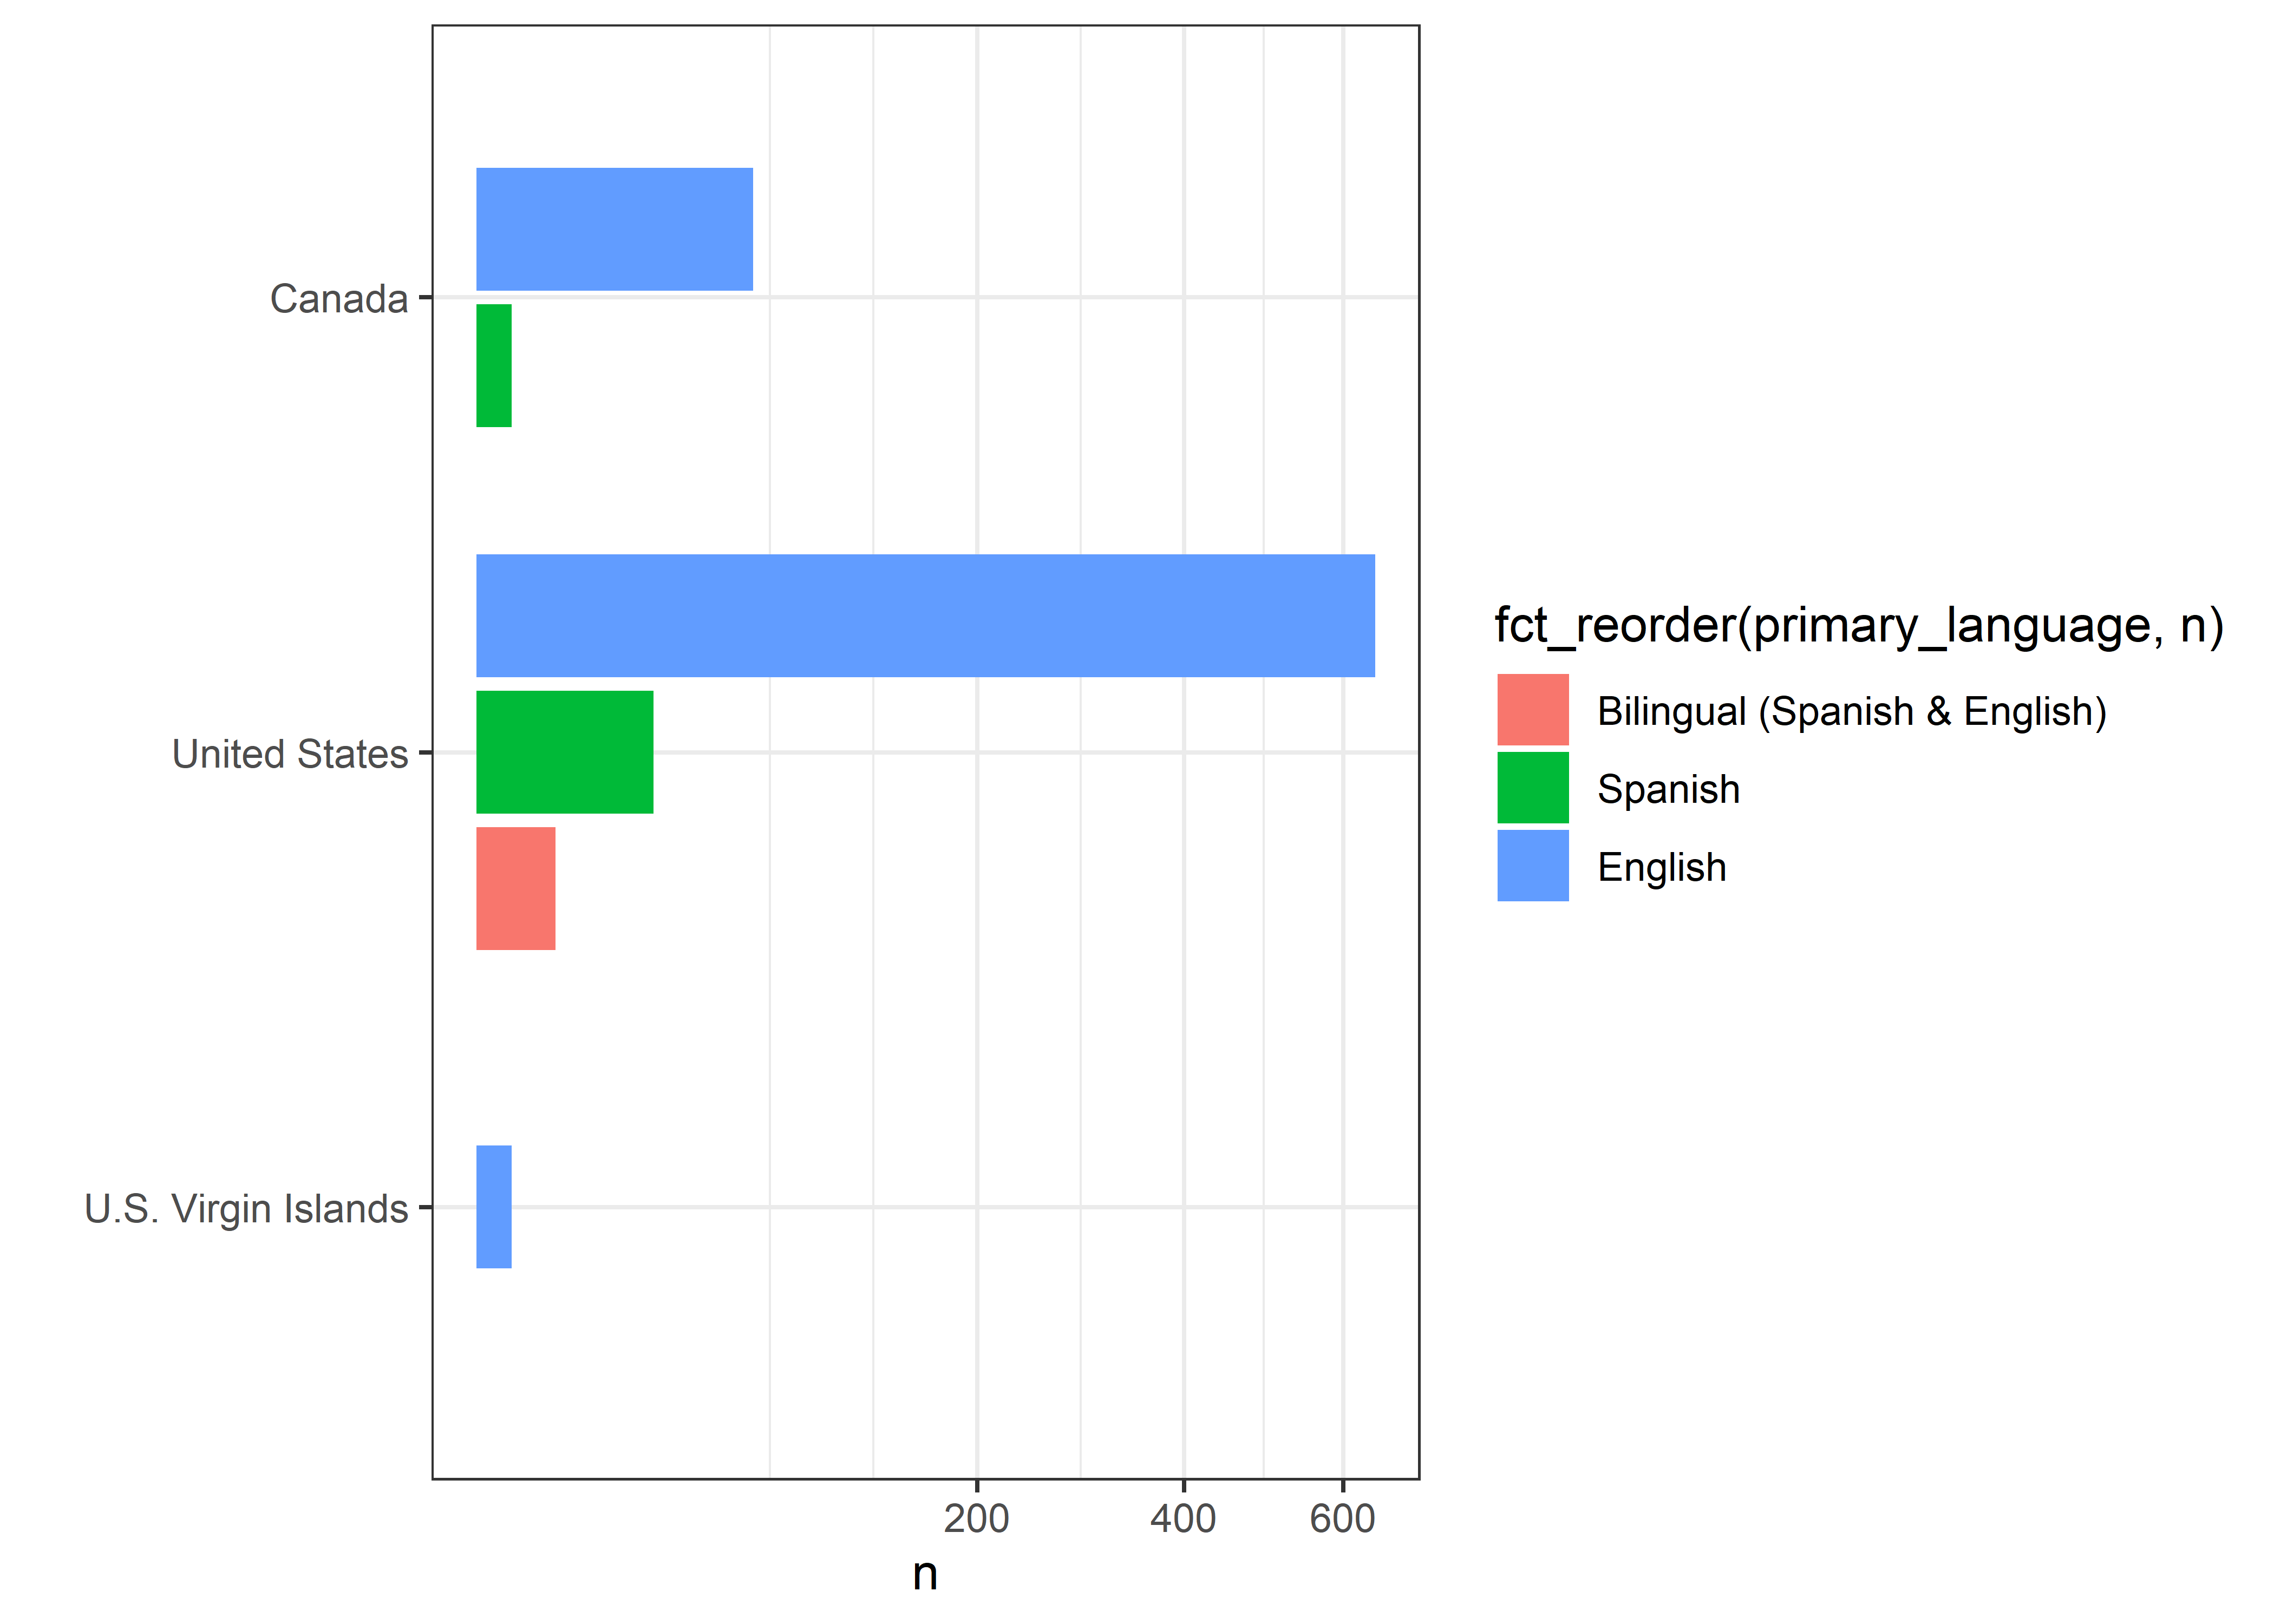 Canada
United States
U.S. Virgin Islands
200 400 600
n
fct_reorder(primary_language, n)
Bilingual (Spanish & English)
Spanish
English